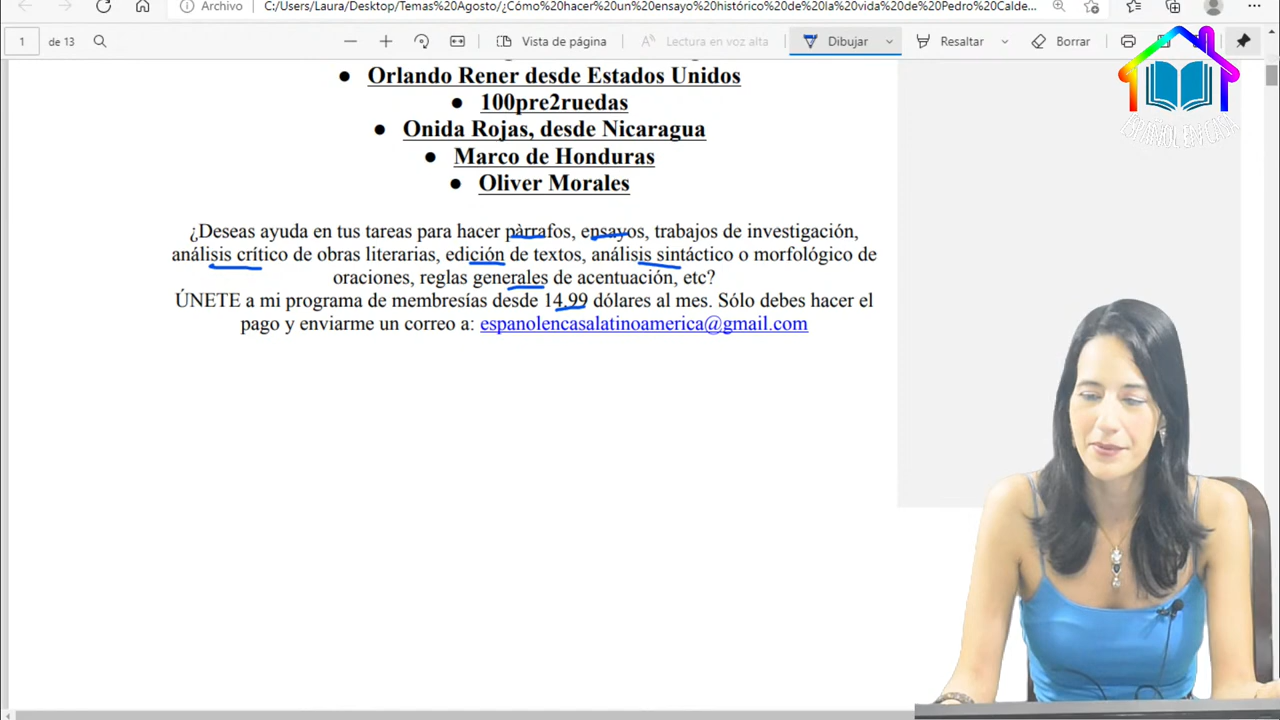 Archivo
C:/Users/Laura/Desktop/Temas%20Agosto/¿Cómo%20hacer%20un%20ensayo%20histórico%20de%20la%20vida%20de%20Pedro%20Calde...
1 de 13
Vista de página
Lectura en voz alta
Dibujar
Resaltar
Borrar
ESPAÑOL EN CASA
● Orlando Rener desde Estados Unidos
● 100pre2ruedas
● Onida Rojas, desde Nicaragua
● Marco de Honduras
● Oliver Morales
¿Deseas ayuda en tus tareas para hacer pàrrafos, ensayos, trabajos de investigación,
análisis crítico de obras literarias, edición de textos, análisis sintáctico o morfológico de
oraciones, reglas generales de acentuación, etc?
ÚNETE a mi programa de membresías desde 14.99 dólares al mes. Sólo debes hacer el
pago y enviarme un correo a: espanolencasalatinoamerica@gmail.com